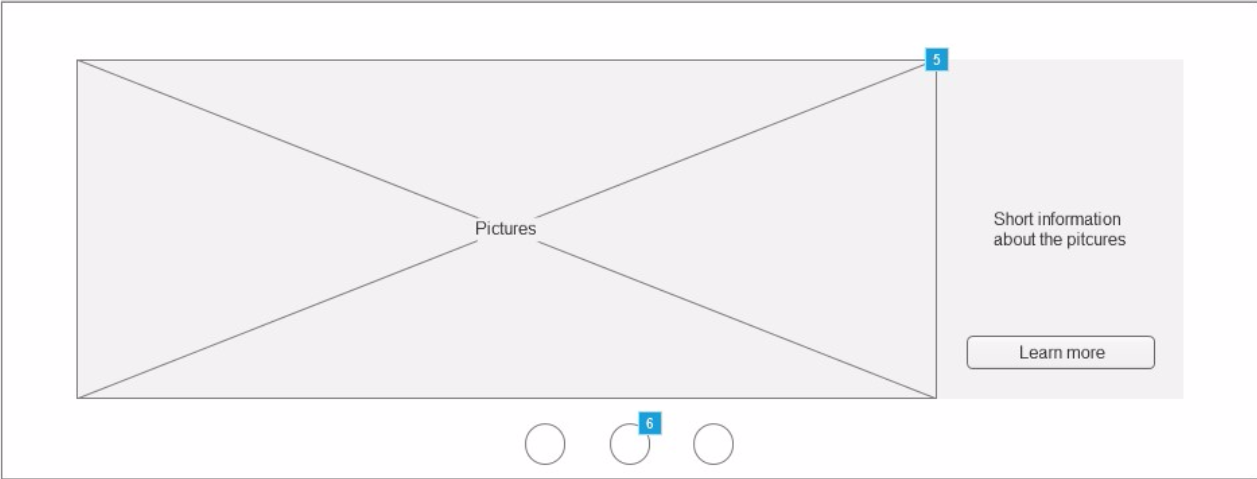 5
Pictures
Short information
about the pitcures
Learn more
6